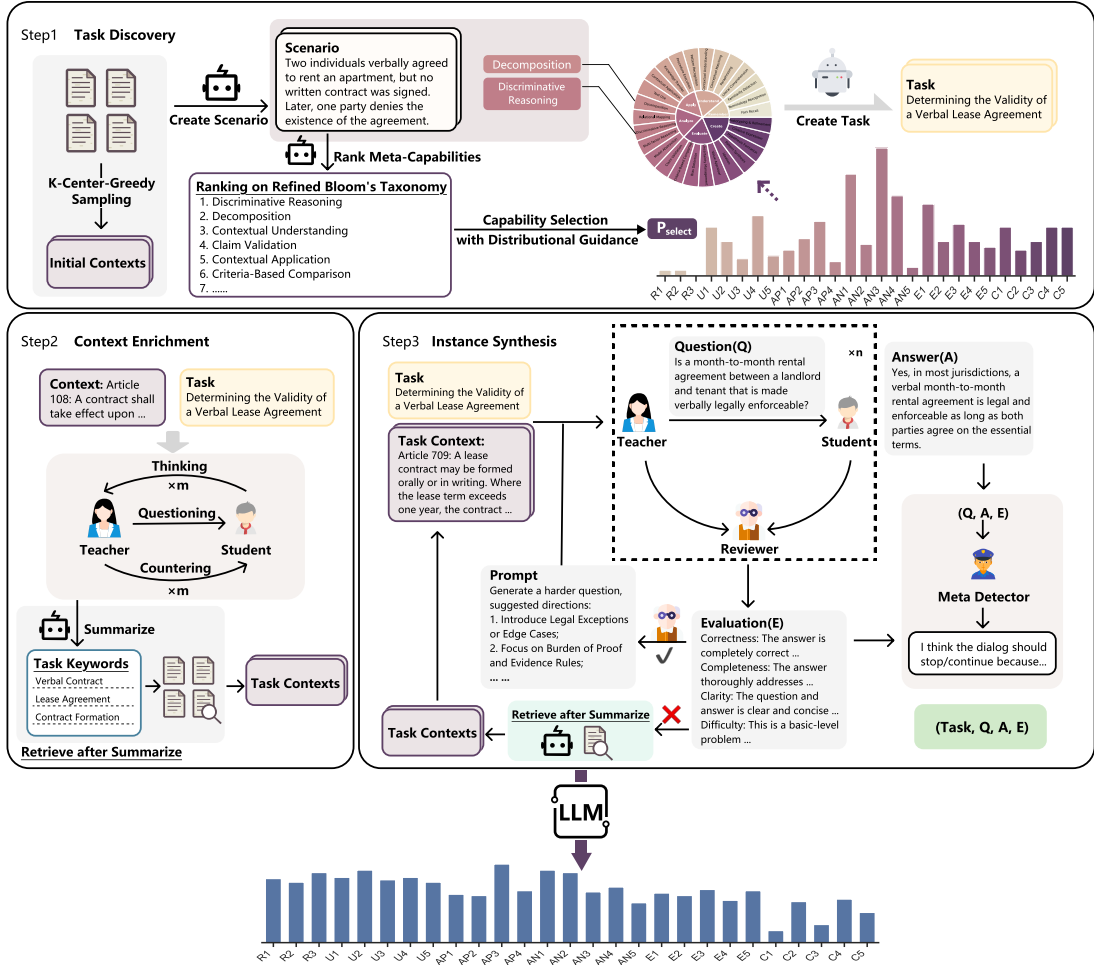 Step1 Task Discovery
Create Scenario
K-Center-Greedy
Sampling
Initial Contexts
Scenario
Two individuals verbally agreed
to rent an apartment, but no
written contract was signed.
Later, one party denies the
existence of the agreement.
Rank Meta-Capabilities
Ranking on Refined Bloom's Taxonomy
1. Discriminative Reasoning
2. Decomposition
3. Contextual Understanding
4. Claim Validation
5. Contextual Application
6. Criteria-Based Comparison
7. ......
Capability Selection
with Distributional Guidance
Decomposition
Discriminative
Reasoning
Analyze
Evaluate
Create
Create Task
Task
Determining the Validity of
a Verbal Lease Agreement
Pselect
R1 R2 R3 U1 U2 U3 U4 U5 AP1 AP2 AP3 AP4 AN1 AN2 AN3 AN4 AN5 E1 E2 E3 E4 E5 C1 C2 C3 C4 C5
Step2 Context Enrichment
Context: Article
108: A contract shall
take effect upon ...
Task
Determining the Validity of
a Verbal Lease Agreement
Thinking
×m
Questioning
Teacher
Student
Countering
×m
Summarize
Task Keywords
Verbal Contract
Lease Agreement
Contract Formation
Task Contexts
Retrieve after Summarize
Step3 Instance Synthesis
Task
Determining the Validity of
a Verbal Lease Agreement
Task Context:
Article 709: A lease
contract may be formed
orally or in writing. Where
the lease term exceeds
one year, the contract ...
Question(Q)
Is a month-to-month rental
agreement between a landlord
and tenant that is made
verbally legally enforceable?
×n
Teacher
Student
Reviewer
Answer(A)
Yes, in most jurisdictions, a
verbal month-to-month
rental agreement is legal and
enforceable as long as both
parties agree on the essential
terms.
(Q, A, E)
Meta Detector
I think the dialog should
stop/continue because...
(Task, Q, A, E)
Prompt
Generate a harder question,
suggested directions:
1. Introduce Legal Exceptions
or Edge Cases;
2. Focus on Burden of Proof
and Evidence Rules;
... ...
Evaluation(E)
Correctness: The answer is
completely correct ...
Completeness: The answer
thoroughly addresses ...
Clarity: The question and
answer is clear and concise ...
Difficulty: This is a basic-level
problem ...
Retrieve after Summarize
Task Contexts
LLM
R1 R2 R3 U1 U2 U3 U4 U5 AP1 AP2 AP3 AP4 AN1 AN2 AN3 AN4 AN5 E1 E2 E3 E4 E5 C1 C2 C3 C4 C5